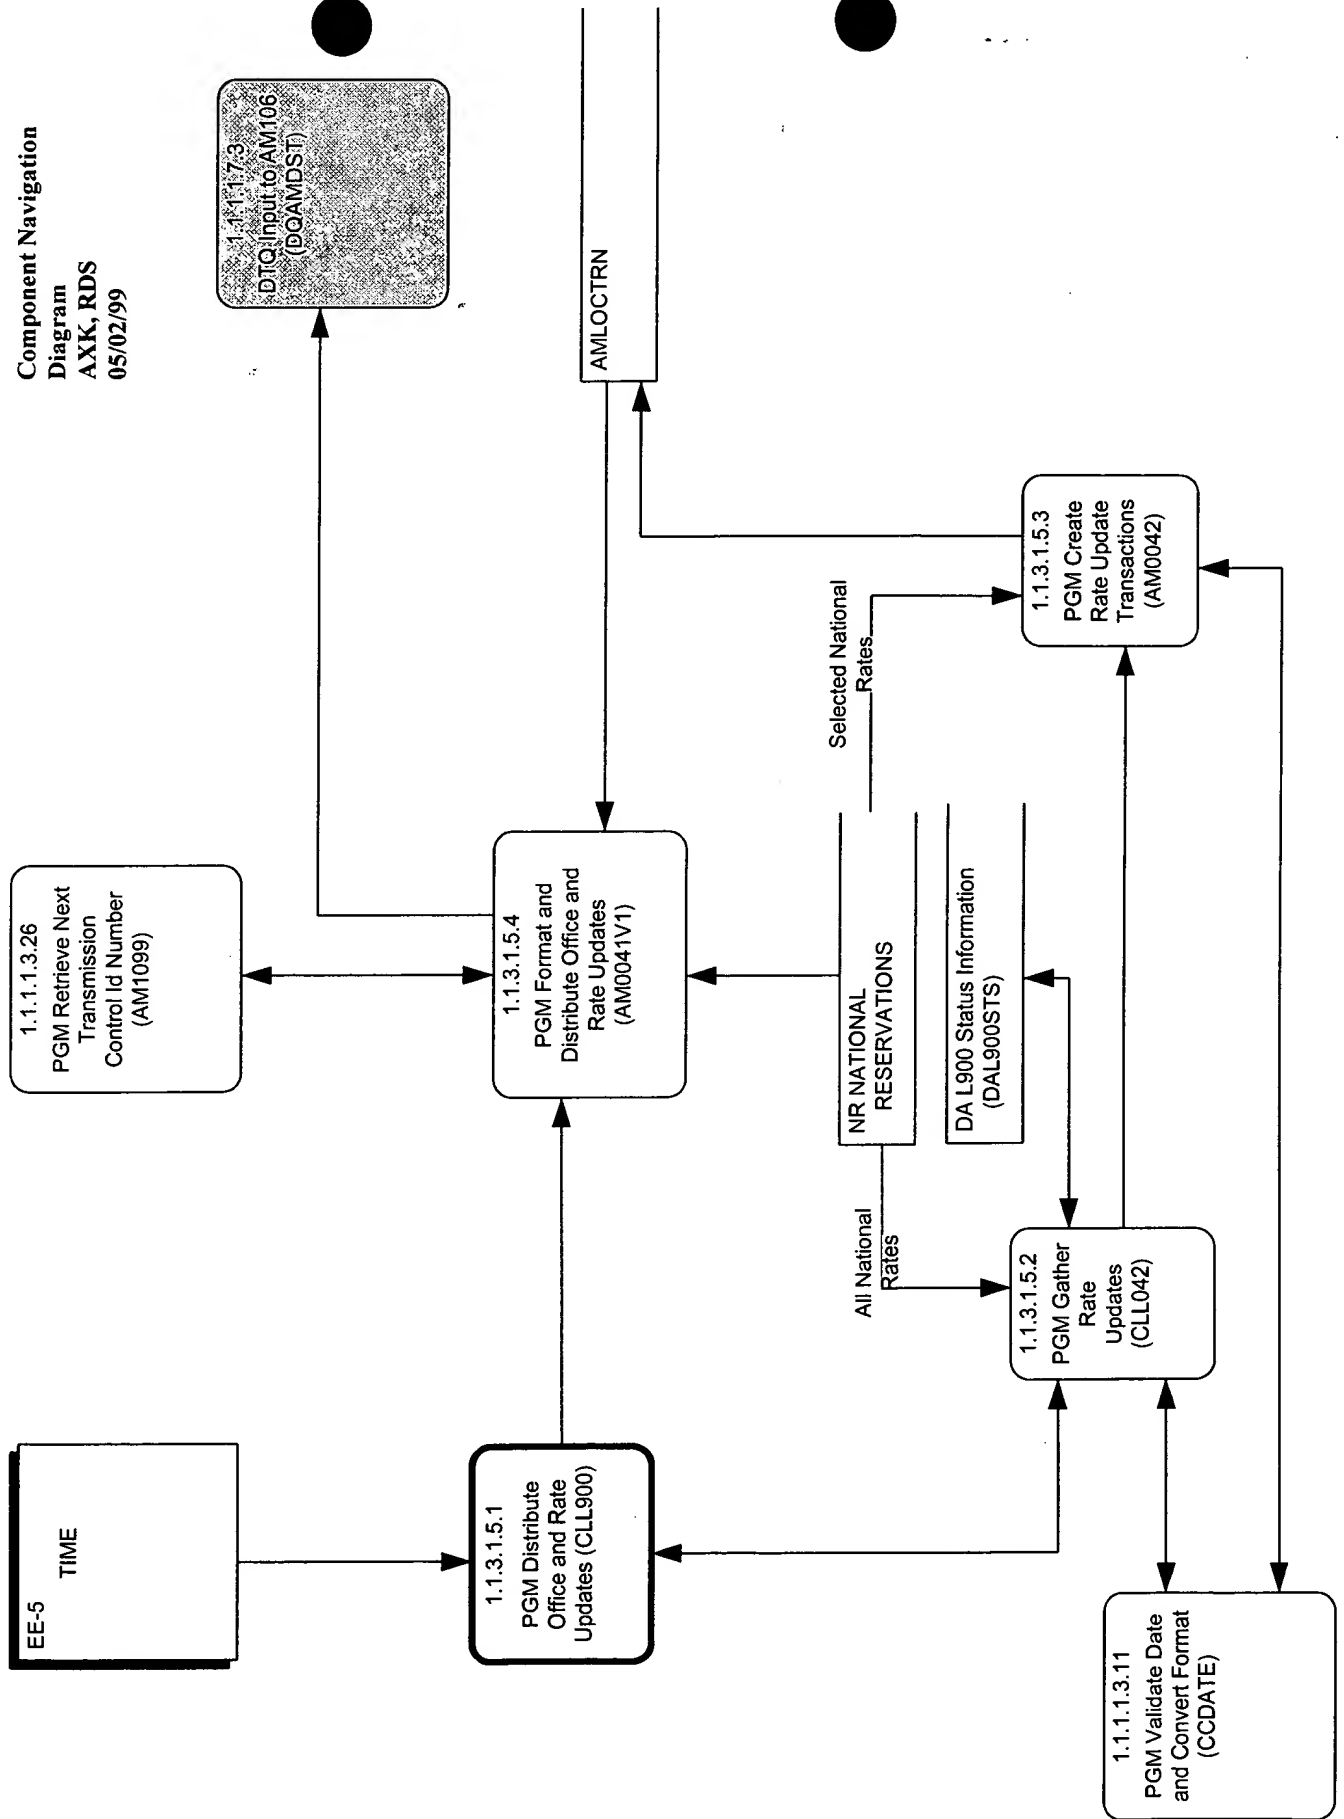 Component Navigation
Diagram
AXK, RDS
05/02/99
EE-5
TIME
1.1.1.1.3.26
PGM Retrieve Next
Transmission
Control Id Number
(AM1099)
1.1.1.1.7.3
DTQ Input to AM106
(DQAMDST)
1.1.3.1.5.1
PGM Distribute
Office and Rate
Updates (CLL900)
1.1.3.1.5.4
PGM Format and
Distribute Office and
Rate Updates
(AM0041V1)
AMLOCTRN
NR NATIONAL
RESERVATIONS
All National
Rates
Selected National
Rates
DA L900 Status Information
(DAL900STS)
1.1.3.1.5.2
PGM Gather
Rate
Updates
(CLL042)
1.1.3.1.5.3
PGM Create
Rate Update
Transactions
(AM0042)
1.1.1.1.3.11
PGM Validate Date
and Convert Format
(CCDATE)